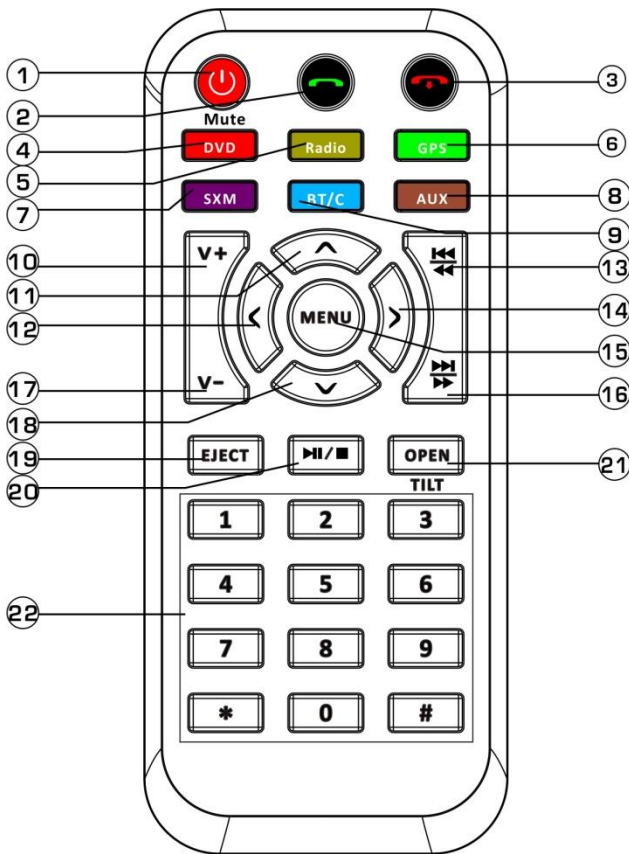 1 2 3
Mute
4 DVD Radio GPS 6
5
7 SXM BT/C AUX 8
9
10 V+ 13
11
12 MENU 14
15
17 V- 16
18
19 EJECT ⏯/■ OPEN 21
20 TILT
1 2 3
4 5 6
22
7 8 9
* 0 #